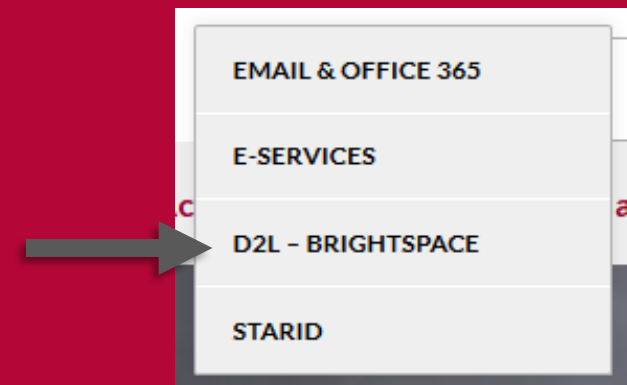 EMAIL & OFFICE 365
E-SERVICES
D2L – BRIGHTSPACE
STARID